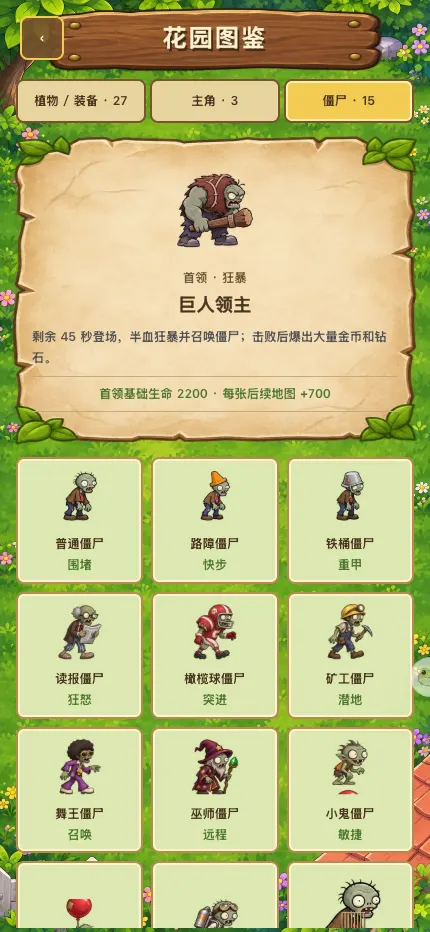 ‹
花园图鉴
植物 / 装备 · 27
主角 · 3
僵尸 · 15
首领 · 狂暴
巨人领主
剩余 45 秒登场，半血狂暴并召唤僵尸；击败后爆出大量金币和钻
石。
首领基础生命 2200 · 每张后续地图 +700
普通僵尸
围堵
路障僵尸
快步
铁桶僵尸
重甲
读报僵尸
狂怒
橄榄球僵尸
突进
矿工僵尸
潜地
舞王僵尸
召唤
巫师僵尸
远程
小鬼僵尸
敏捷